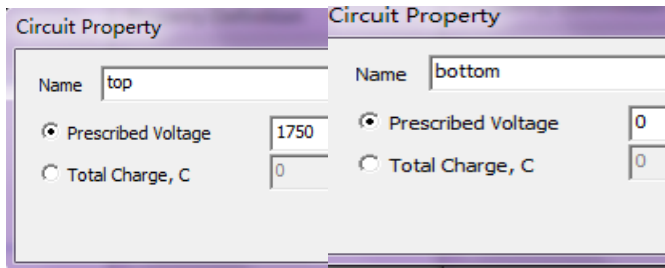 Circuit Property
Name top
Prescribed Voltage 1750
Total Charge, C 0
Circuit Property
Name bottom
Prescribed Voltage 0
Total Charge, C 0